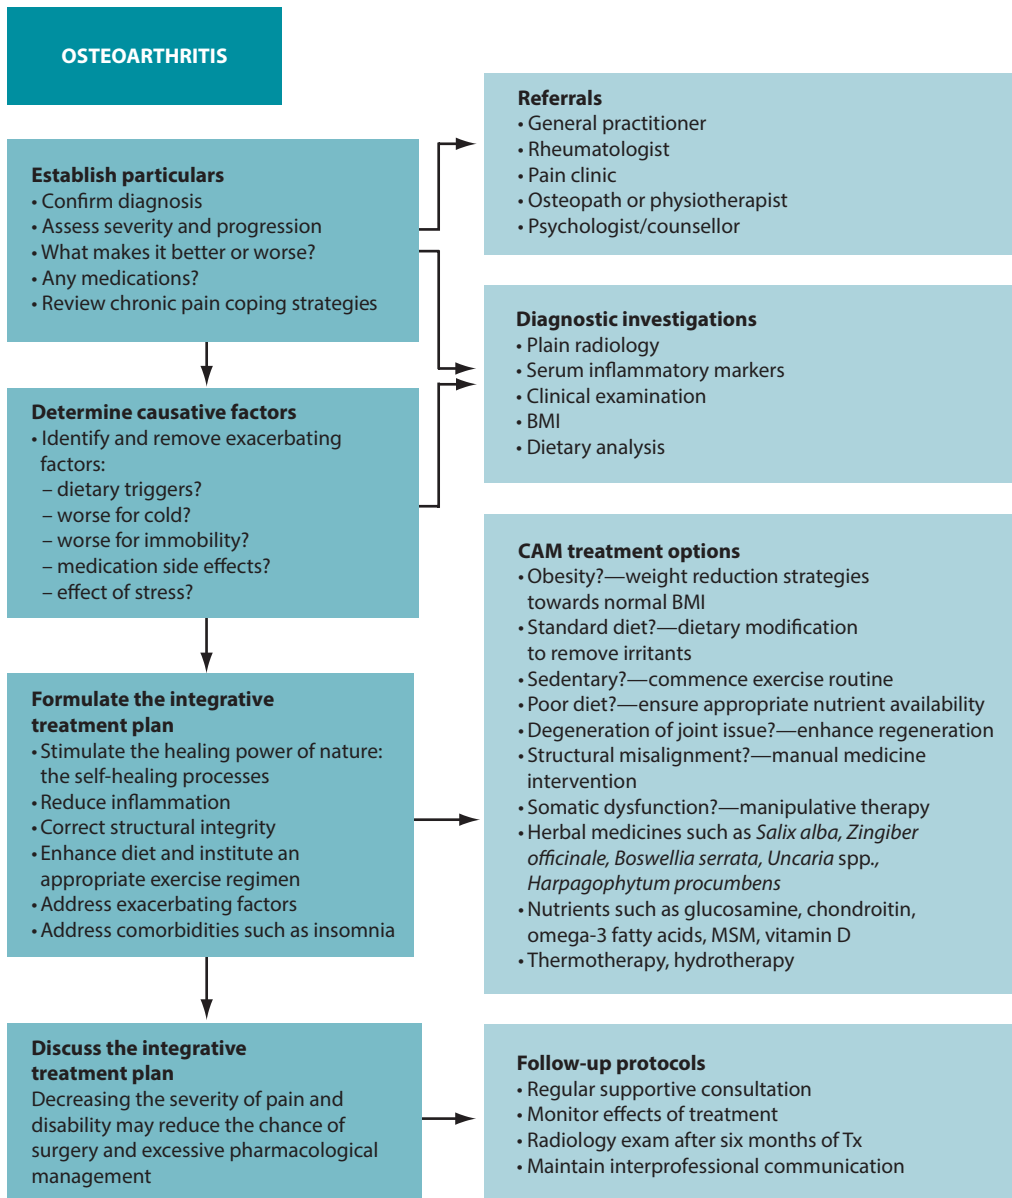 OSTEOARTHRITIS
Establish particulars
• Confirm diagnosis
• Assess severity and progression
• What makes it better or worse?
• Any medications?
• Review chronic pain coping strategies
Referrals
• General practitioner
• Rheumatologist
• Pain clinic
• Osteopath or physiotherapist
• Psychologist/counsellor
Diagnostic investigations
• Plain radiology
• Serum inflammatory markers
• Clinical examination
• BMI
• Dietary analysis
Determine causative factors
• Identify and remove exacerbating
factors:
– dietary triggers?
– worse for cold?
– worse for immobility?
– medication side effects?
– effect of stress?
Formulate the integrative
treatment plan
• Stimulate the healing power of nature:
the self-healing processes
• Reduce inflammation
• Correct structural integrity
• Enhance diet and institute an
appropriate exercise regimen
• Address exacerbating factors
• Address comorbidities such as insomnia
CAM treatment options
• Obesity?—weight reduction strategies
towards normal BMI
• Standard diet?—dietary modification
to remove irritants
• Sedentary?—commence exercise routine
• Poor diet?—ensure appropriate nutrient availability
• Degeneration of joint issue?—enhance regeneration
• Structural misalignment?—manual medicine
intervention
• Somatic dysfunction?—manipulative therapy
• Herbal medicines such as Salix alba, Zingiber
officinale, Boswellia serrata, Uncaria spp.,
Harpagophytum procumbens
• Nutrients such as glucosamine, chondroitin,
omega-3 fatty acids, MSM, vitamin D
• Thermotherapy, hydrotherapy
Discuss the integrative
treatment plan
Decreasing the severity of pain and
disability may reduce the chance of
surgery and excessive pharmacological
management
Follow-up protocols
• Regular supportive consultation
• Monitor effects of treatment
• Radiology exam after six months of Tx
• Maintain interprofessional communication